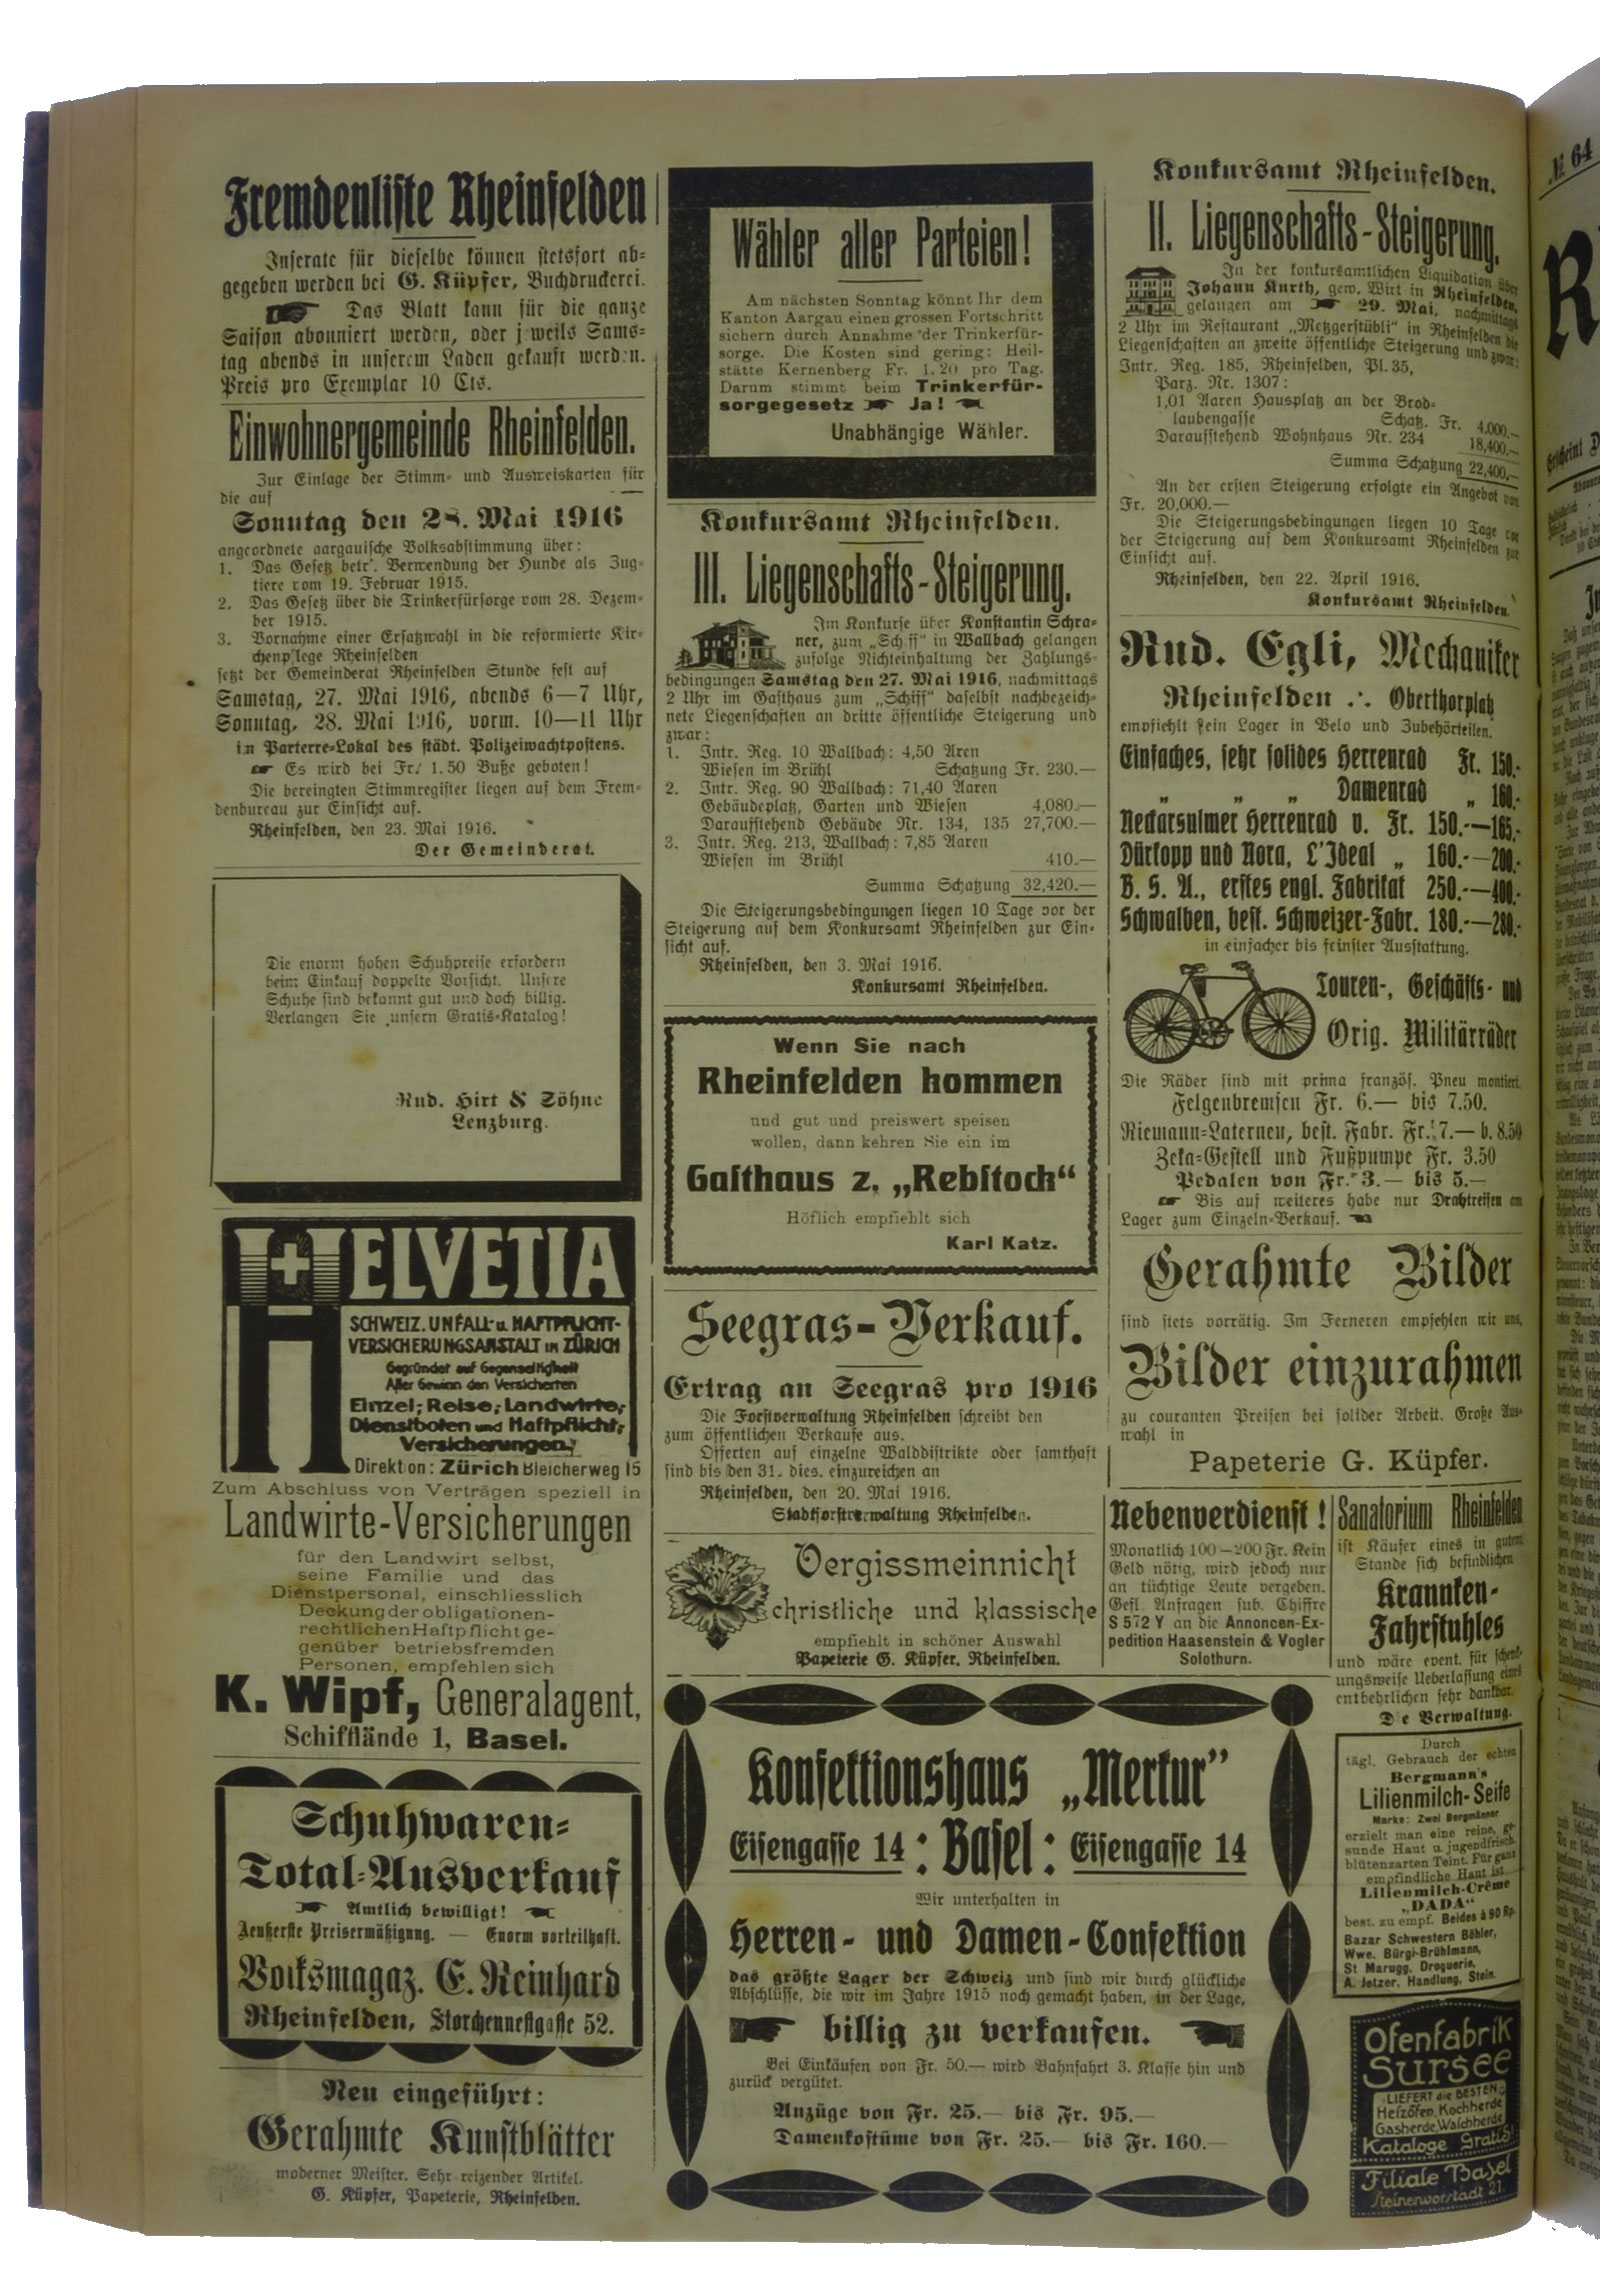 Fremdenliste Rheinfelden
Inserate für dieselbe können stetsfort ab-
gegeben werden bei G. Küpfer, Buchdruckerei.
Das Blatt kann für die ganze
Saison abonniert werden, oder jeweils Sams-
tag abends in unserem Laden gekauft werden.
Preis pro Exemplar 10 Cts.
Einwohnergemeinde Rheinfelden.
Zur Einlage der Stimm- und Ausweiskarten für
die auf
Sonntag den 28. Mai 1916
angeordnete aargauische Volksabstimmung über:
1. Das Gesetz betr. Verwendung der Hunde als Zug-
tiere vom 19. Februar 1915.
2. Das Gesetz über die Trinkerfürsorge vom 28. Dezem-
ber 1915.
3. Vornahme einer Ersatzwahl in die reformierte Kir-
chenpflege Rheinfelden
setzt der Gemeinderat Rheinfelden Stunde fest auf
Samstag, 27. Mai 1916, abends 6—7 Uhr,
Sonntag, 28. Mai 1916, vorm. 10—11 Uhr
in Parterre-Lokal des städt. Polizeiwachtpostens.
Es wird bei Fr. 1.50 Buße geboten!
Die bereingten Stimmregister liegen auf dem Frem-
denbureau zur Einsicht auf.
Rheinfelden, den 23. Mai 1916.
Der Gemeinderat.
Die enorm hohen Schuhpreise erfordern
beim Einkauf doppelte Vorsicht. Unsere
Schuhe sind bekannt gut und doch billig.
Verlangen Sie unsern Gratis-Katalog!
Rud. Hirt & Söhne
Lenzburg.
HELVETIA
SCHWEIZ. UNFALL- u. HAFTPFLICHT-
VERSICHERUNGSANSTALT in ZÜRICH
Gegründet auf Gegenseitigkeit
Aller Gewinn den Versicherten
Einzel-, Reise-, Landwirte-,
Dienstboten und Haftpflicht-
Versicherungen.
Direktion: Zürich Bleicherweg 15
Zum Abschluss von Verträgen speziell in
Landwirte-Versicherungen
für den Landwirt selbst,
seine Familie und das
Dienstpersonal, einschliesslich
Deckung der obligationen-
rechtlichen Haftpflicht ge-
genüber betriebsfremden
Personen, empfehlen sich
K. Wipf, Generalagent,
Schifflände 1, Basel.
Schuhwaren-
Total-Ausverkauf
Amtlich bewilligt!
Aeußerste Preisermäßigung. — Enorm vorteilhaft.
Volksmagaz. E. Reinhard
Rheinfelden, Storchennestgasse 52.
Neu eingeführt:
Gerahmte Kunstblätter
moderner Meister. Sehr reizender Artikel.
G. Küpfer, Papeterie, Rheinfelden.
Wähler aller Parteien!
Am nächsten Sonntag könnt Ihr dem
Kanton Aargau einen grossen Fortschritt
sichern durch Annahme der Trinkerfür-
sorge. Die Kosten sind gering: Heil-
stätte Kernenberg Fr. 1.20 pro Tag.
Darum stimmt beim Trinkerfür-
sorgegesetz Ja!
Unabhängige Wähler.
Konkursamt Rheinfelden.
III. Liegenschafts-Steigerung.
Im Konkurse über Konstantin Schra-
ner, zum „Schiff" in Wallbach gelangen
zufolge Nichteinhaltung der Zahlungs-
bedingungen Samstag den 27. Mai 1916, nachmittags
2 Uhr im Gasthaus zum „Schiff" daselbst nachbezeich-
nete Liegenschaften an dritte öffentliche Steigerung und
zwar:
1. Intr. Reg. 10 Wallbach: 4,50 Aren
Wiesen im Brühl Schatzung Fr. 230.—
2. Intr. Reg. 90 Wallbach: 71,40 Aaren
Gebäudeplatz, Garten und Wiesen 4,080.—
Daraufstehend Gebäude Nr. 134, 135 27,700.—
3. Intr. Reg. 213, Wallbach: 7,85 Aaren
Wiesen im Brühl 410.—
Summa Schatzung 32,420.—
Die Steigerungsbedingungen liegen 10 Tage vor der
Steigerung auf dem Konkursamt Rheinfelden zur Ein-
sicht auf.
Rheinfelden, den 3. Mai 1916.
Konkursamt Rheinfelden.
Wenn Sie nach
Rheinfelden kommen
und gut und preiswert speisen
wollen, dann kehren Sie ein im
Gasthaus z. „Rebstock"
Höflich empfiehlt sich
Karl Katz.
Seegras-Verkauf.
Ertrag an Seegras pro 1916
Die Forstverwaltung Rheinfelden schreibt den
zum öffentlichen Verkaufe aus.
Offerten auf einzelne Walddistrikte oder samthaft
sind bis den 31. dies. einzureichen an
Rheinfelden, den 20. Mai 1916.
Stadtforstverwaltung Rheinfelden.
Vergissmeinnicht
christliche und klassische
empfiehlt in schöner Auswahl
Papeterie G. Küpfer, Rheinfelden.
Konfektionshaus „Merkur"
Eisengasse 14 : Basel : Eisengasse 14
Wir unterhalten in
Herren- und Damen-Confektion
das größte Lager der Schweiz und sind wir durch glückliche
Abschlüsse, die wir im Jahre 1915 noch gemacht haben, in der Lage,
billig zu verkaufen.
Bei Einkäufen von Fr. 50.— wird Bahnfahrt 3. Klasse hin und
zurück vergütet.
Anzüge von Fr. 25.— bis Fr. 95.—
Damenkostüme von Fr. 25.— bis Fr. 160.—
Konkursamt Rheinfelden.
II. Liegenschafts-Steigerung.
In der konkursamtlichen Liquidation über
Johann Kurth, gew. Wirt in Rheinfelden,
gelangen am 29. Mai, nachmittags
2 Uhr im Restaurant „Metzgerstübli" in Rheinfelden die
Liegenschaften an zweite öffentliche Steigerung und zwar:
Intr. Reg. 185, Rheinfelden, Pl. 35,
Parz. Nr. 1307:
1,01 Aaren Hausplatz an der Brod-
laubengasse Schatz. Fr. 4,000.—
Daraufstehend Wohnhaus Nr. 234 18,400.—
Summa Schatzung 22,400.—
An der ersten Steigerung erfolgte ein Angebot von
Fr. 20,000.—
Die Steigerungsbedingungen liegen 10 Tage vor
der Steigerung auf dem Konkursamt Rheinfelden zur
Einsicht auf.
Rheinfelden, den 22. April 1916.
Konkursamt Rheinfelden.
Rud. Egli, Mechaniker
Rheinfelden ∴ Oberthorplatz
empfiehlt sein Lager in Velo und Zubehörteilen.
Einfaches, sehr solides Herrenrad Fr. 150.-
„ „ „ Damenrad „ 160.-
Neckarsulmer Herrenrad v. Fr. 150.-—165.-
Dürkopp und Nora, L'Ideal „ 160.-—200.-
B. S. A., erstes engl. Fabrikat 250.-—400.-
Schwalben, best. Schweizer-Fabr. 180.-—280.-
in einfacher bis feinster Ausstattung.
Touren-, Geschäfts- und
Orig. Militärräder
Die Räder sind mit prima französ. Pneu montiert.
Felgenbremsen Fr. 6.— bis 7.50.
Riemann-Laternen, best. Fabr. Fr. 7.— b. 8.50
Zeka-Gestell und Fußpumpe Fr. 3.50
Pedalen von Fr. 3.— bis 5.—
Bis auf weiteres habe nur Drahtreifen am
Lager zum Einzeln-Verkauf.
Gerahmte Bilder
sind stets vorrätig. Im Ferneren empfehlen wir uns,
Bilder einzurahmen
zu couranten Preisen bei solider Arbeit. Große Aus-
wahl in
Papeterie G. Küpfer.
Nebenverdienst!
Monatlich 100—200 Fr. Kein
Geld nötig, wird jedoch nur
an tüchtige Leute vergeben.
Gefl. Anfragen sub. Chiffre
S 572 Y an die Annoncen-Ex-
pedition Haasenstein & Vogler
Solothurn.
Sanatorium Rheinfelden
ist Käufer eines in gutem
Stande sich befindlichen
Krannken-
Fahrstuhles
und wäre event. für schenk-
ungsweise Ueberlassung eines
entbehrlichen sehr dankbar.
Die Verwaltung.
Durch
tägl. Gebrauch der echten
Bergmann's
Lilienmilch-Seife
Marke: Zwei Bergmänner
erzielt man eine reine, ge-
sunde Haut u. jugendfrisch.
blütenzarten Teint. Für ganz
empfindliche Haut ist
Lilienmilch-Crême
„DADA"
best. zu empf. Beides à 90 Rp.
Bazar Schwestern Böhler,
Wwe. Bürgi-Brühlmann,
St Marugg, Droguerie,
A. Jetzer, Handlung, Stein.
Ofenfabrik
Sursee
LIEFERT die BESTEN
Heizöfen, Kochherde
Gasherde, Waschherde
Kataloge Gratis!
Filiale Basel
Steinenvorstadt 21.
№ 64
Erscheint